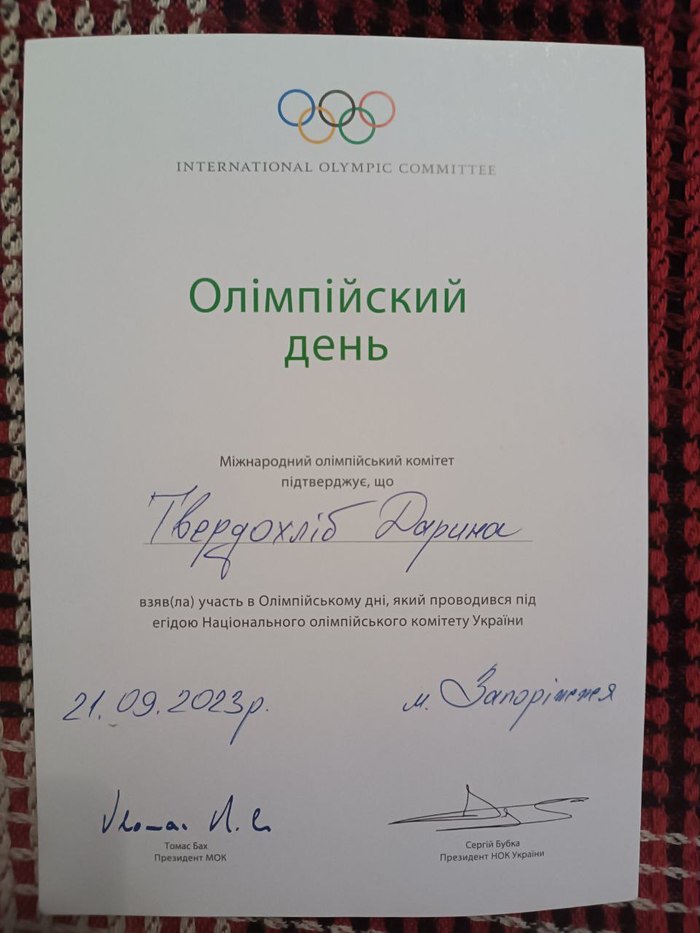 INTERNATIONAL OLYMPIC COMMITTEE
Олімпійский
день
Міжнародний олімпійський комітет
підтверджує, що
Твердохліб Дарина
взяв(ла) участь в Олімпійському дні, який проводився під
егідою Національного олімпійського комітету України
21.09.2023р. м. Запоріжжя
Томас Бах Сергій Бубка
Президент МОК Президент НОК України